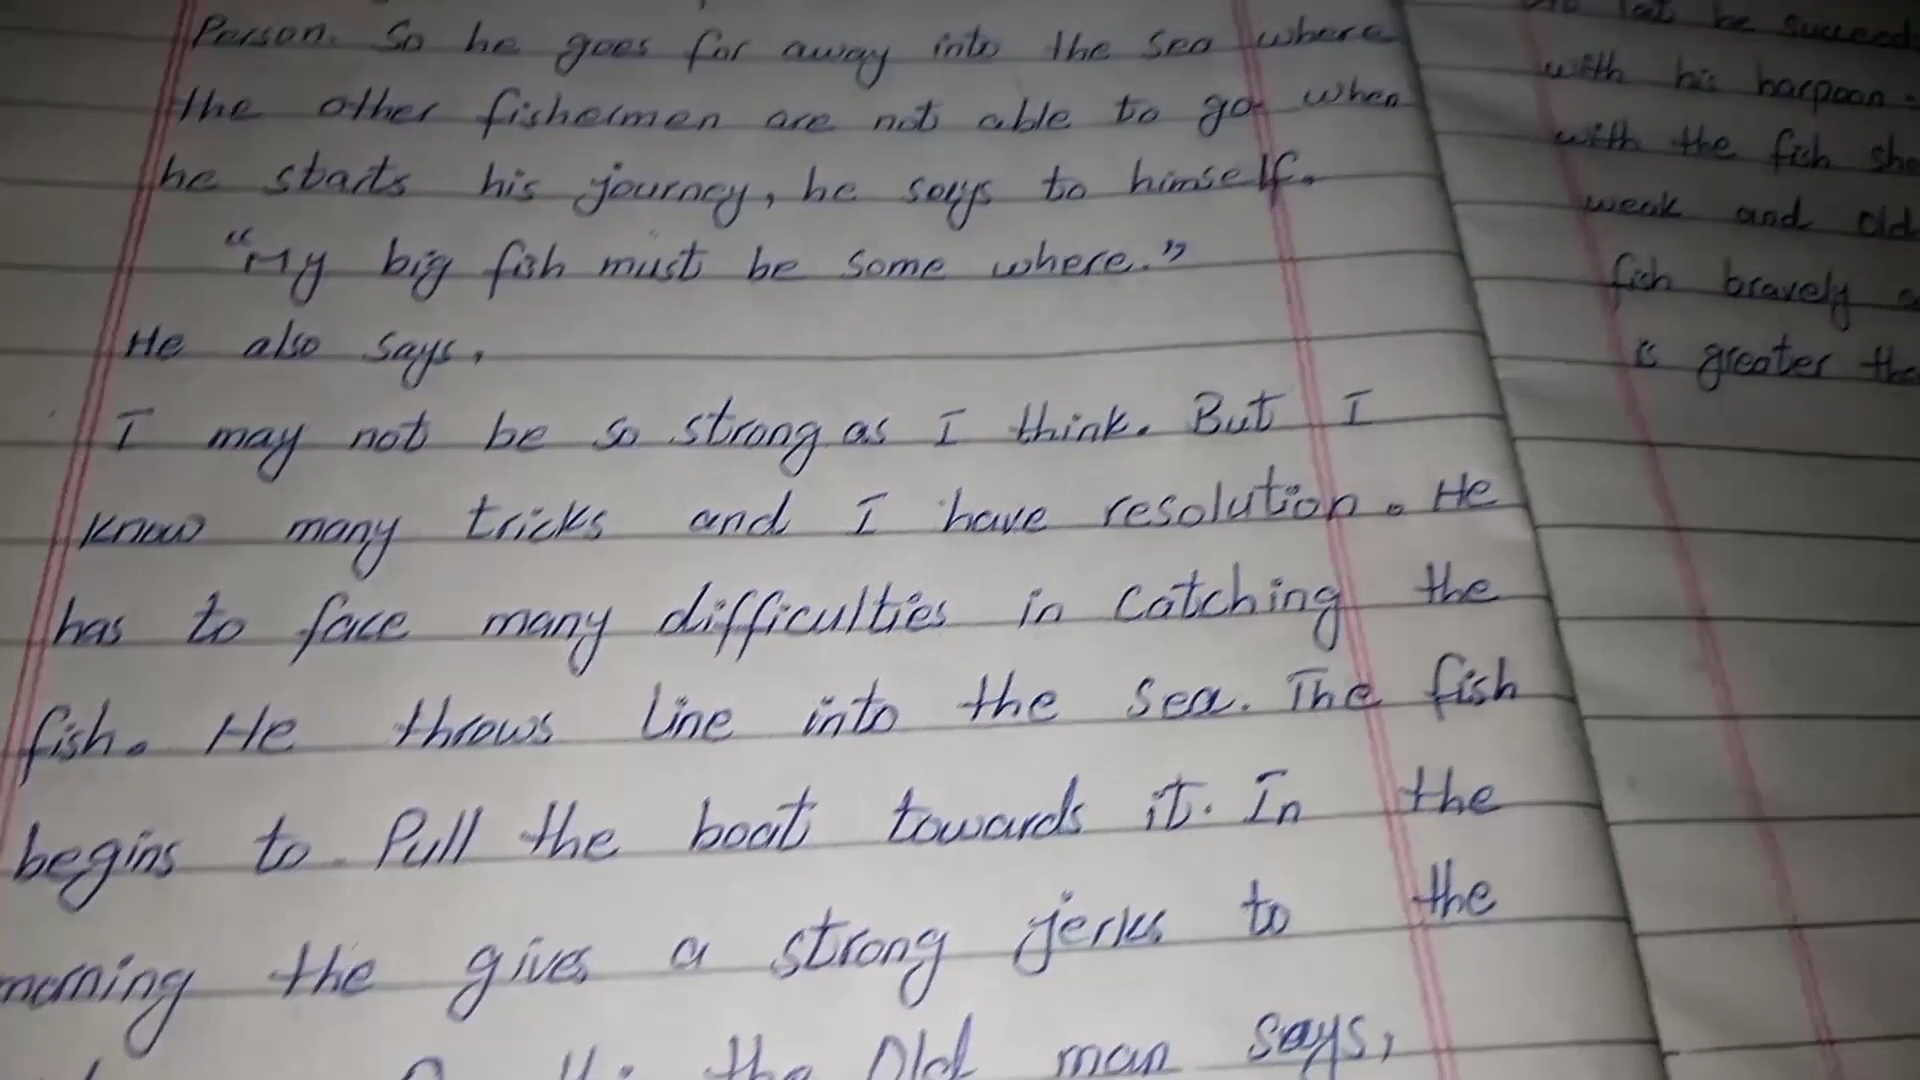 Person. So he goes for away into the sea where
the other fishermen are not able to go when
he starts his journey, he says to himself.
"My big fish must be some where."
He also says,
I may not be so strong as I think. But I
know many tricks and I have resolution. He
has to face many difficulties in catching the
fish. He throws line into the sea. The fish
begins to Pull the boat towards it. In the
morning the gives a strong jerks to the
the Old man says,
be succeed
with his harpoon.
with the fish
weak and old
fish bravely
is greater